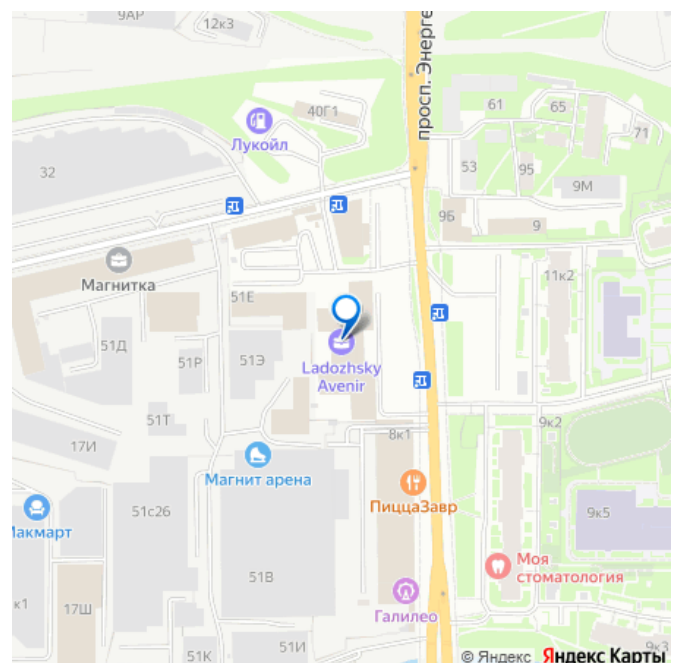 9АР
12к3
просп. Энерге
40Г1
Лукойл
61
65
71
53
95
9М
32
9Б
9
Магнитка
11к2
51Е
51Д
51Р
51Э
Ladozhsky
Avenir
51Т
9к2
8к1
17И
Магнит арена
ПиццаЗавр
51с26
9к5
Макмарт
Моя
стоматология
51В
к1
17Ш
Галилео
51К
51И
9к3
© Яндекс Яндекс Карты